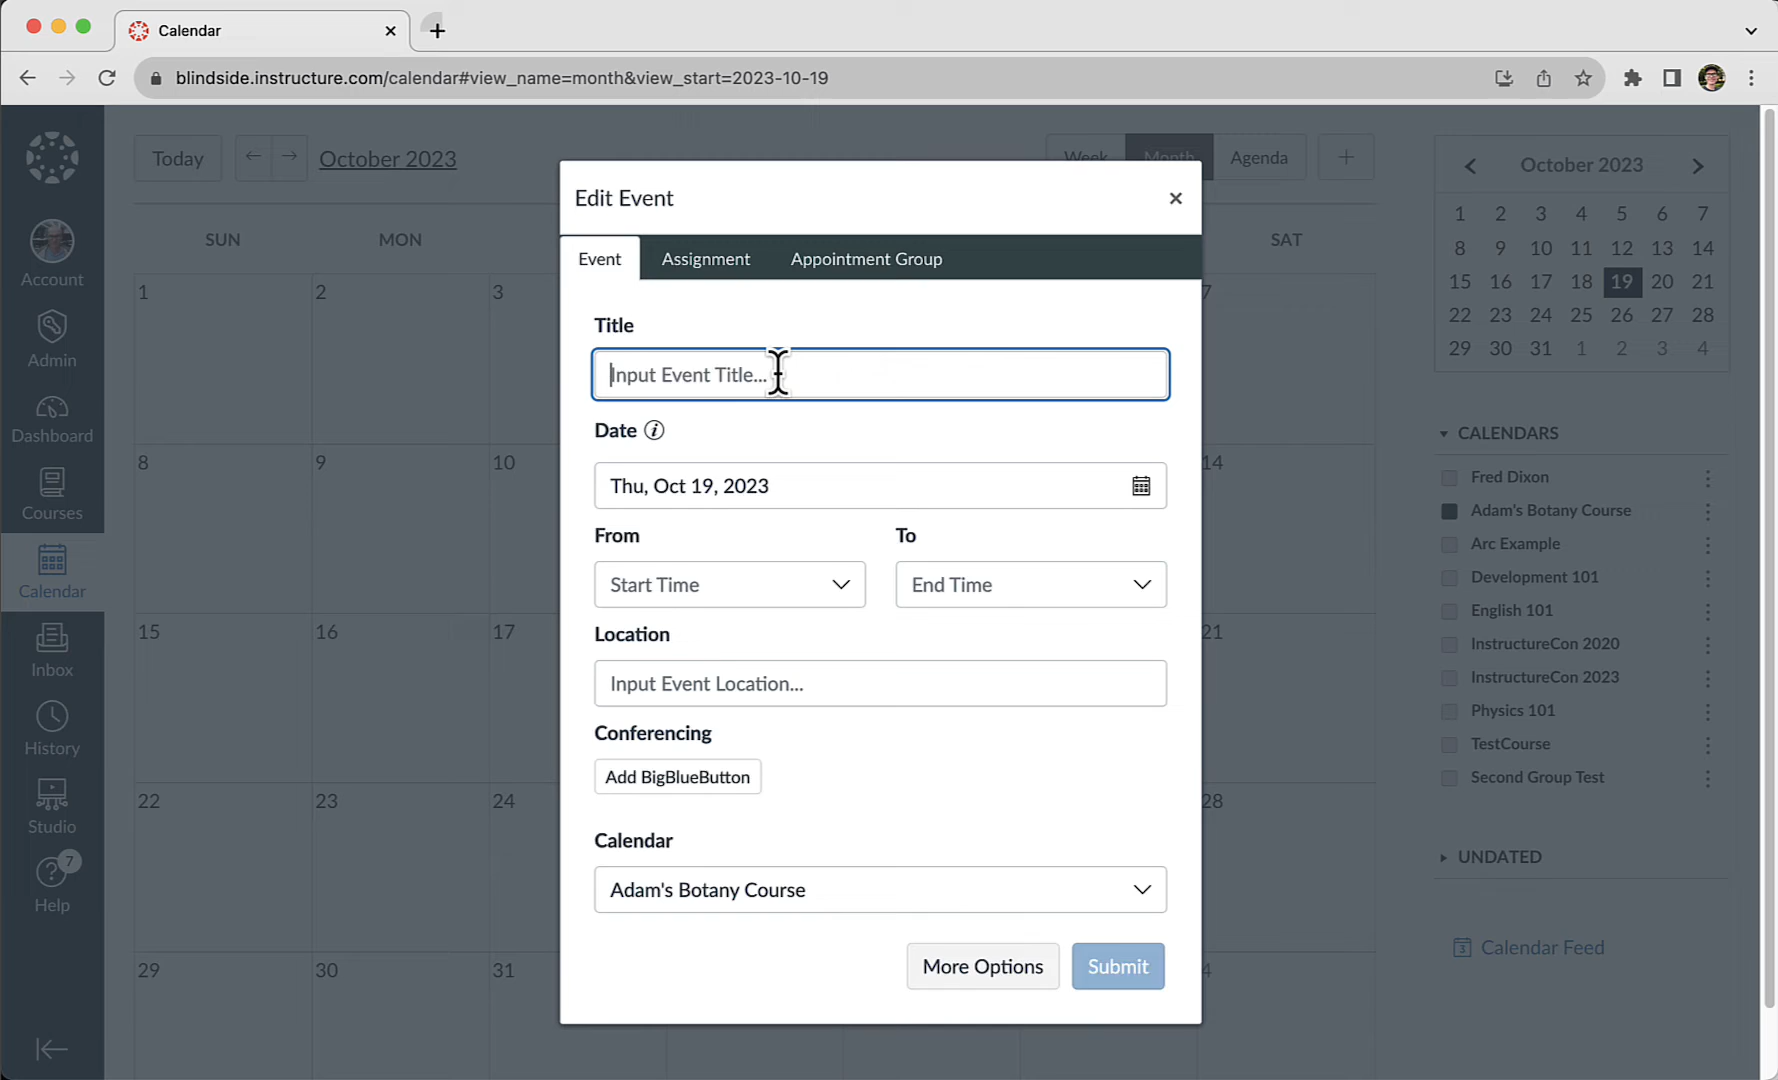 Calendar
blindside.instructure.com/calendar#view_name=month&view_start=2023-10-19
Account
Admin
Dashboard
Courses
Calendar
Inbox
History
Studio
7
Help
Today
October 2023
Week
Month
Agenda
SUN MON SAT
1 2 3 7
8 9 10 14
15 16 17 21
22 23 24 28
29 30 31 4
Edit Event
Event Assignment Appointment Group
Title
Input Event Title...
Date
Thu, Oct 19, 2023
From To
Start Time End Time
Location
Input Event Location...
Conferencing
Add BigBlueButton
Calendar
Adam's Botany Course
More Options Submit
October 2023
1 2 3 4 5 6 7
8 9 10 11 12 13 14
15 16 17 18 19 20 21
22 23 24 25 26 27 28
29 30 31 1 2 3 4
CALENDARS
Fred Dixon
Adam's Botany Course
Arc Example
Development 101
English 101
InstructureCon 2020
InstructureCon 2023
Physics 101
TestCourse
Second Group Test
UNDATED
3 Calendar Feed